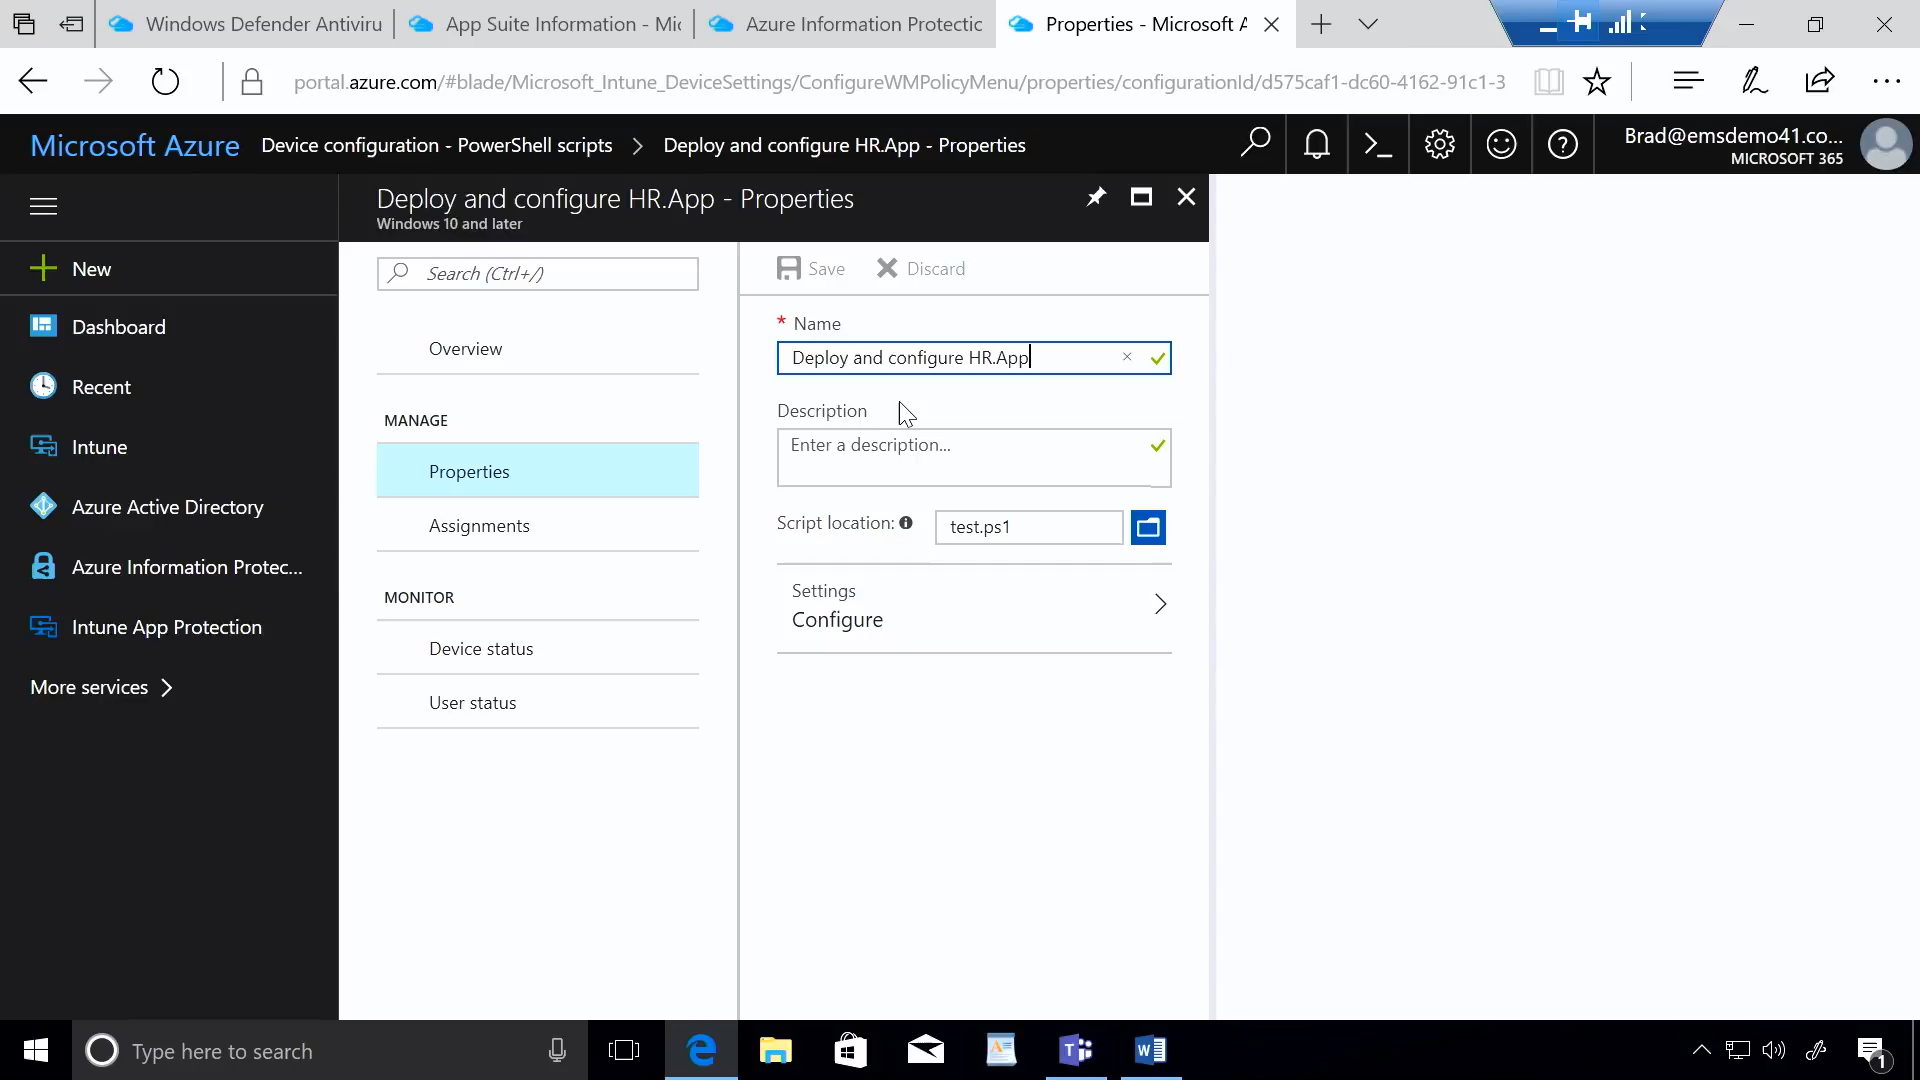 Windows Defender Antiviru
App Suite Information - Mic
Azure Information Protectic
Properties - Microsoft A
portal.azure.com/#blade/Microsoft_Intune_DeviceSettings/ConfigureWMPolicyMenu/properties/configurationId/d575caf1-dc60-4162-91c1-3
Microsoft Azure
Device configuration - PowerShell scripts
Deploy and configure HR.App - Properties
Brad@emsdemo41.co...
MICROSOFT 365
Deploy and configure HR.App - Properties
Windows 10 and later
New
Dashboard
Recent
Intune
Azure Active Directory
Azure Information Protec...
Intune App Protection
More services
Search (Ctrl+/)
Overview
MANAGE
Properties
Assignments
MONITOR
Device status
User status
Save
Discard
* Name
Deploy and configure HR.App
Description
Enter a description...
Script location:
test.ps1
Settings
Configure
Type here to search
1